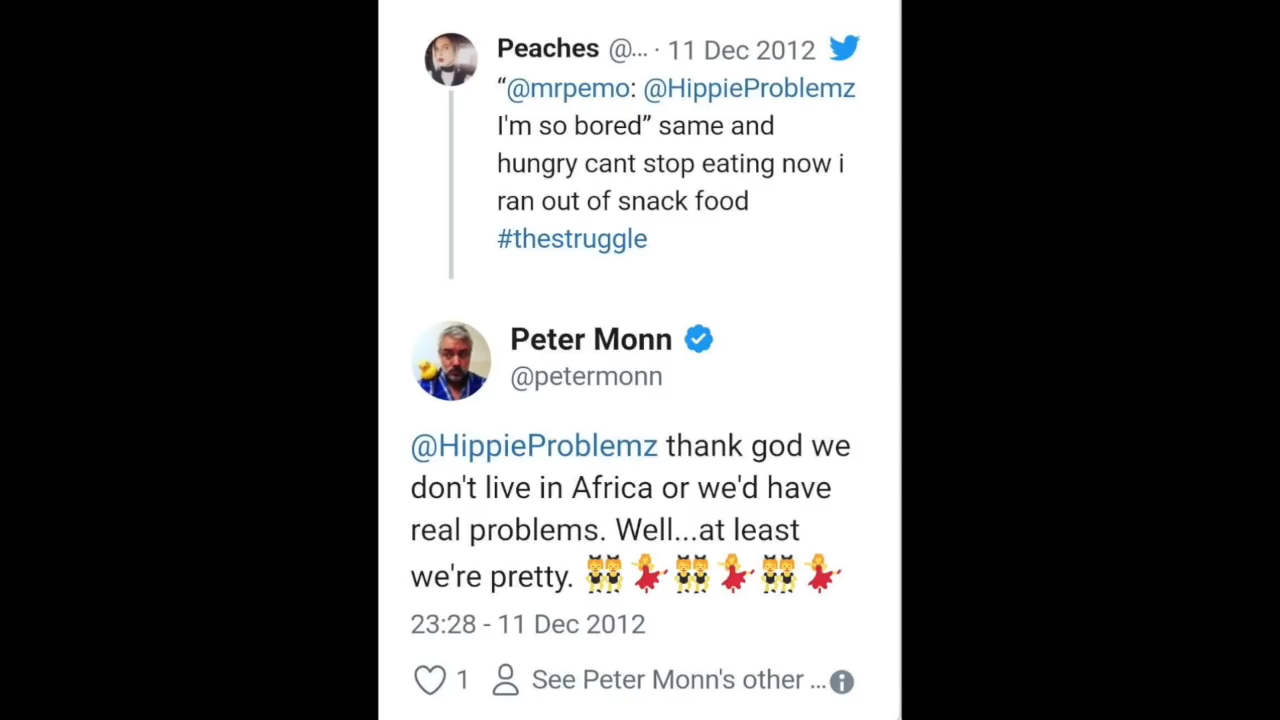 Peaches @... · 11 Dec 2012
“@mrpemo: @HippieProblemz
I'm so bored” same and
hungry cant stop eating now i
ran out of snack food
#thestruggle
Peter Monn
@petermonn
@HippieProblemz thank god we
don't live in Africa or we'd have
real problems. Well...at least
we're pretty. 👯💃👯💃👯💃
23:28 - 11 Dec 2012
1 See Peter Monn's other ...